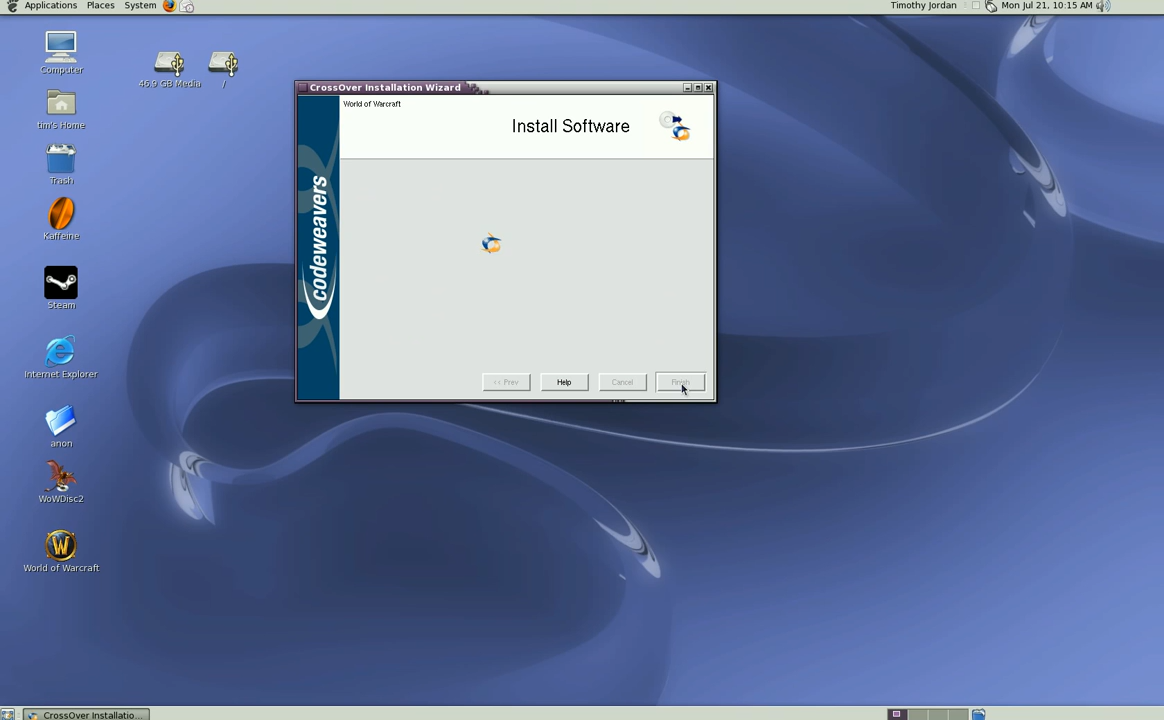 Applications Places System
Timothy Jordan
Mon Jul 21, 10:15 AM
Computer
46.9 GB Media
/
tim's Home
Trash
Kaffeine
Steam
Internet Explorer
anon
WoWDisc2
World of Warcraft
CrossOver Installation Wizard
World of Warcraft
Install Software
codeweavers
<< Prev
Help
Cancel
Finish
CrossOver Installatio...